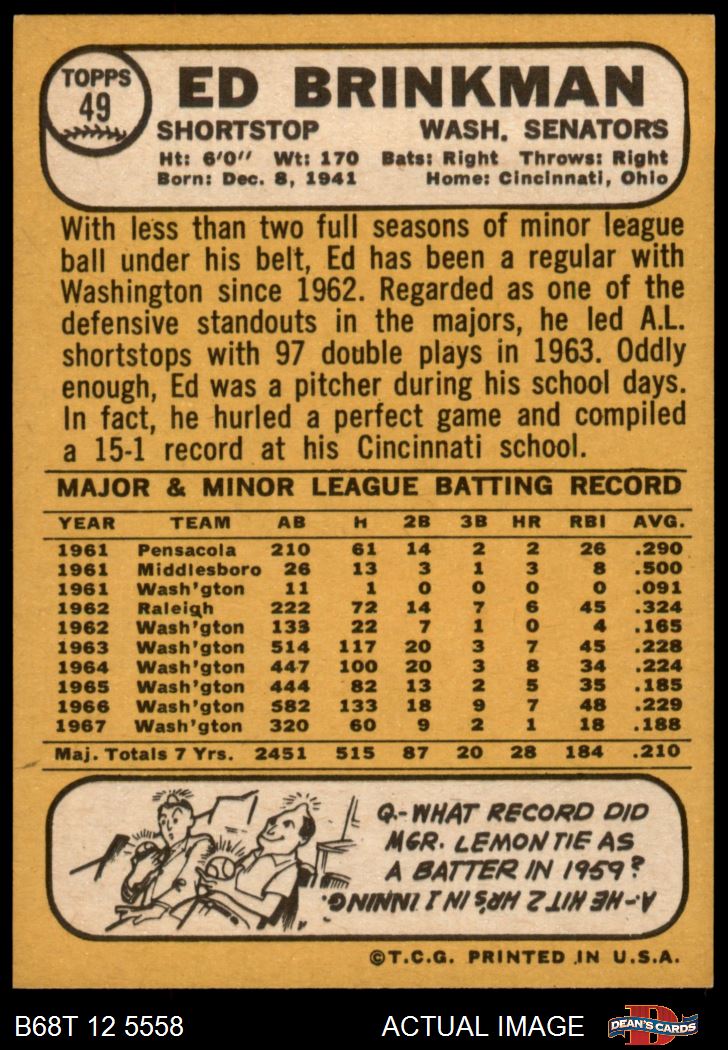 TOPPS
49
ED BRINKMAN
SHORTSTOP WASH. SENATORS
Ht: 6'0" Wt: 170 Bats: Right Throws: Right
Born: Dec. 8, 1941 Home: Cincinnati, Ohio
With less than two full seasons of minor league
ball under his belt, Ed has been a regular with
Washington since 1962. Regarded as one of the
defensive standouts in the majors, he led A.L.
shortstops with 97 double plays in 1963. Oddly
enough, Ed was a pitcher during his school days.
In fact, he hurled a perfect game and compiled
a 15-1 record at his Cincinnati school.
MAJOR & MINOR LEAGUE BATTING RECORD
YEAR TEAM AB H 2B 3B HR RBI AVG.
1961 Pensacola 210 61 14 2 2 26 .290
1961 Middlesboro 26 13 3 1 3 8 .500
1961 Wash'gton 11 1 0 0 0 0 .091
1962 Raleigh 222 72 14 7 6 45 .324
1962 Wash'gton 133 22 7 1 0 4 .165
1963 Wash'gton 514 117 20 3 7 45 .228
1964 Wash'gton 447 100 20 3 8 34 .224
1965 Wash'gton 444 82 13 2 5 35 .185
1966 Wash'gton 582 133 18 9 7 48 .229
1967 Wash'gton 320 60 9 2 1 18 .188
Maj. Totals 7 Yrs. 2451 515 87 20 28 184 .210
Q-WHAT RECORD DID
MGR. LEMON TIE AS
A BATTER IN 1959?
A-HE HIT 2 HR'S IN 1 INNING.
©T.C.G. PRINTED IN U.S.A.
B68T 12 5558 ACTUAL IMAGE
D
DEAN'S CARDS